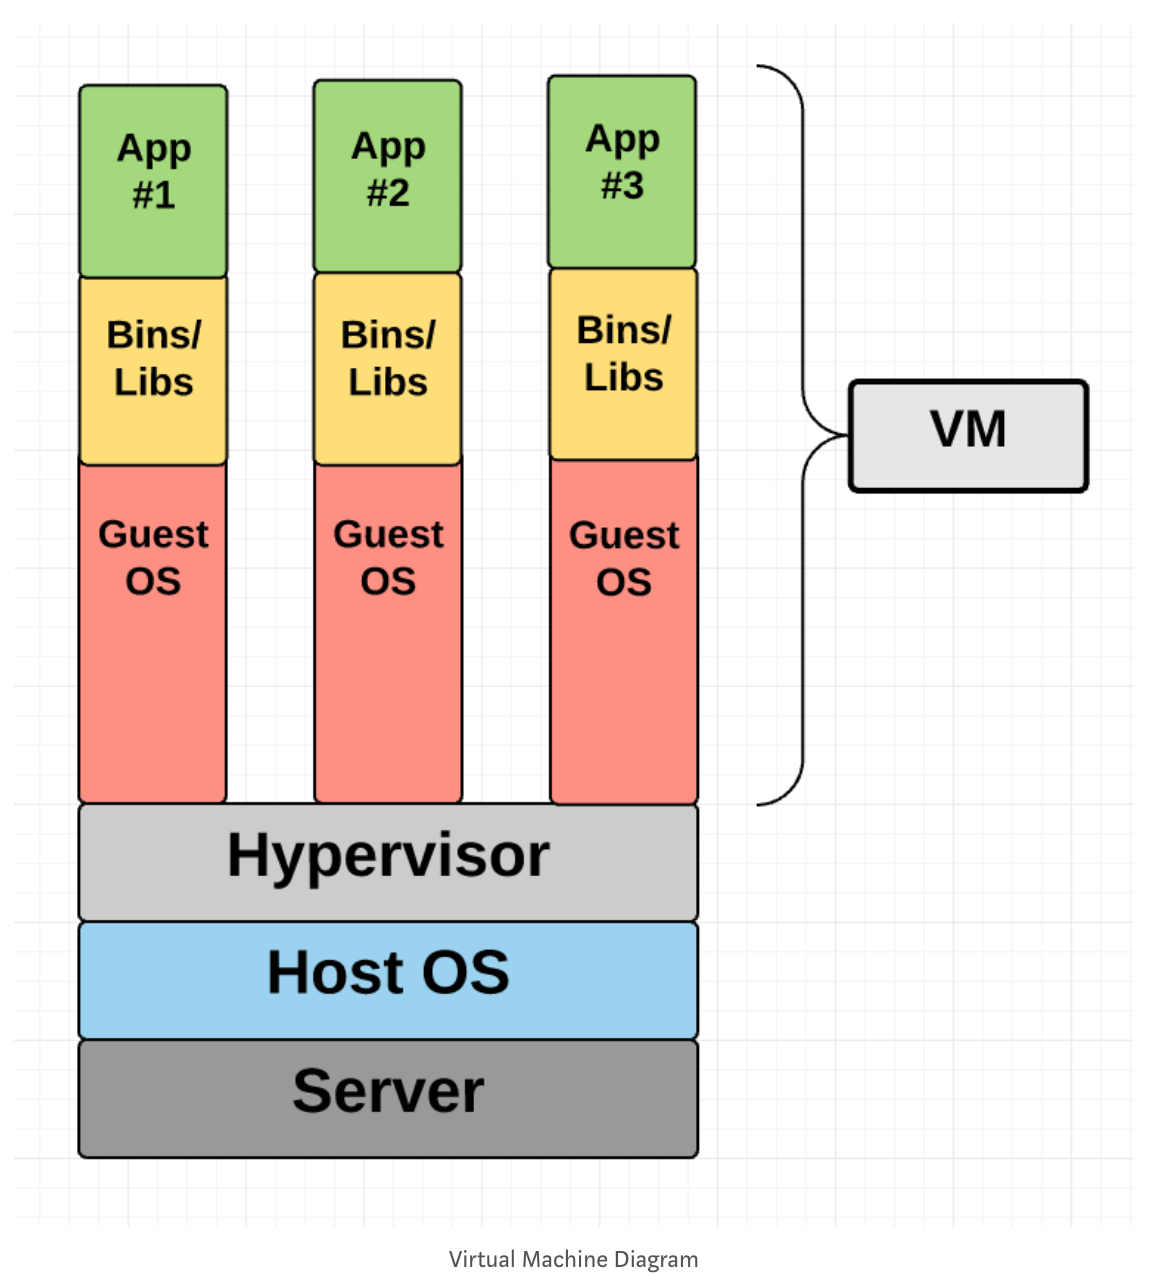 App
#1
App
#2
App
#3
Bins/
Libs
Bins/
Libs
Bins/
Libs
VM
Guest
OS
Guest
OS
Guest
OS
Hypervisor
Host OS
Server
Virtual Machine Diagram